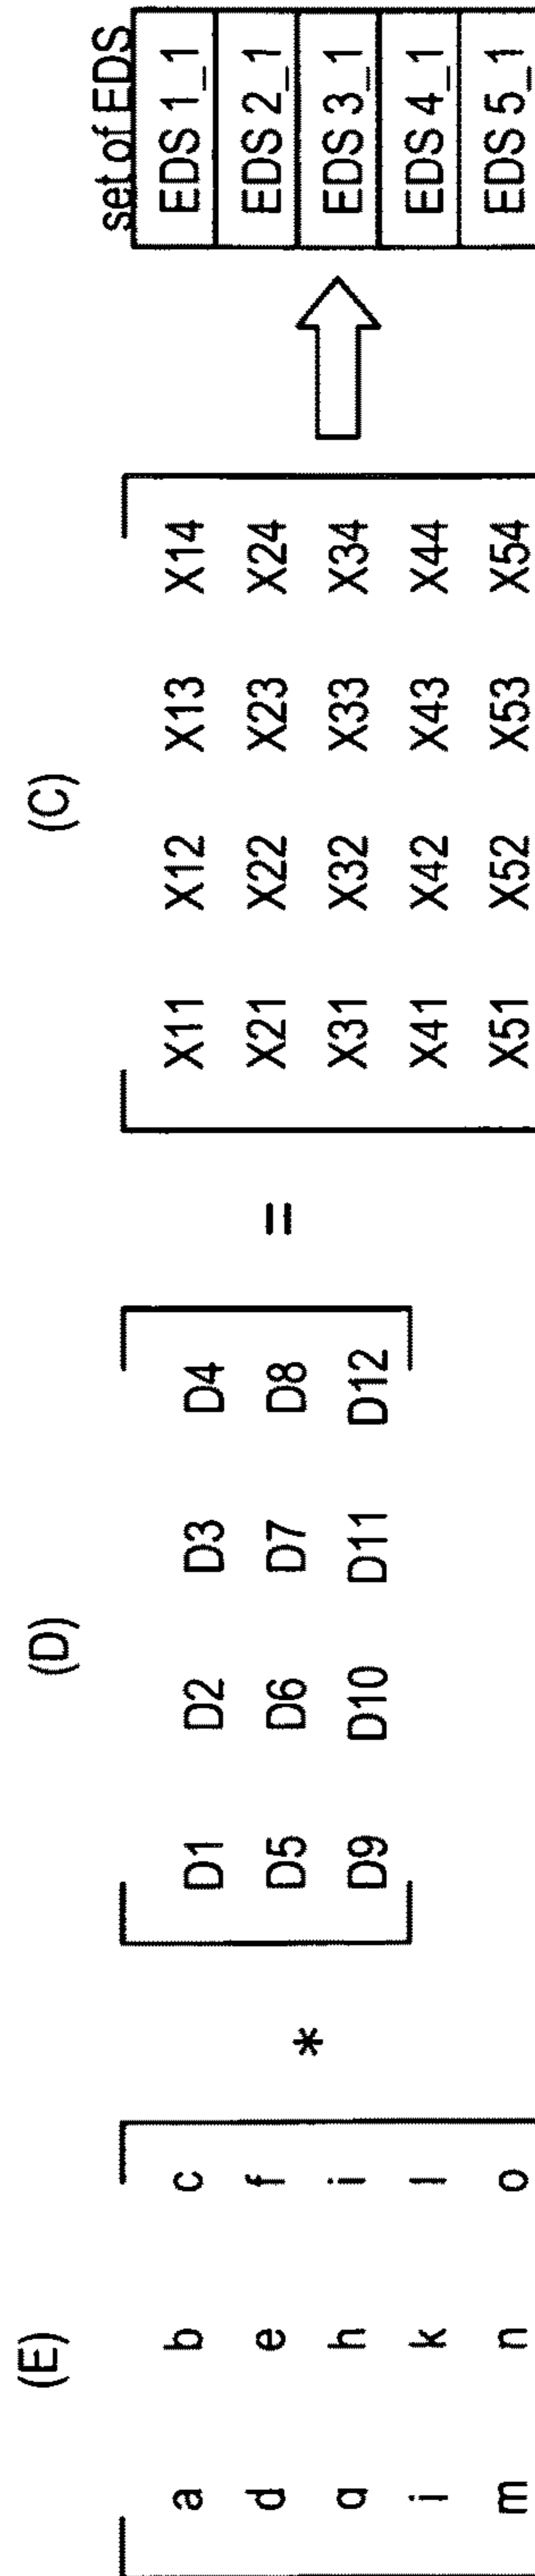 (E) (D) (C) set of EDS
a b c D1 D2 D3 D4 X11 X12 X13 X14 EDS 1_1
d e f * D5 D6 D7 D8 = X21 X22 X23 X24 EDS 2_1
g h i D9 D10 D11 D12 X31 X32 X33 X34 EDS 3_1
j k l X41 X42 X43 X44 EDS 4_1
m n o X51 X52 X53 X54 EDS 5_1